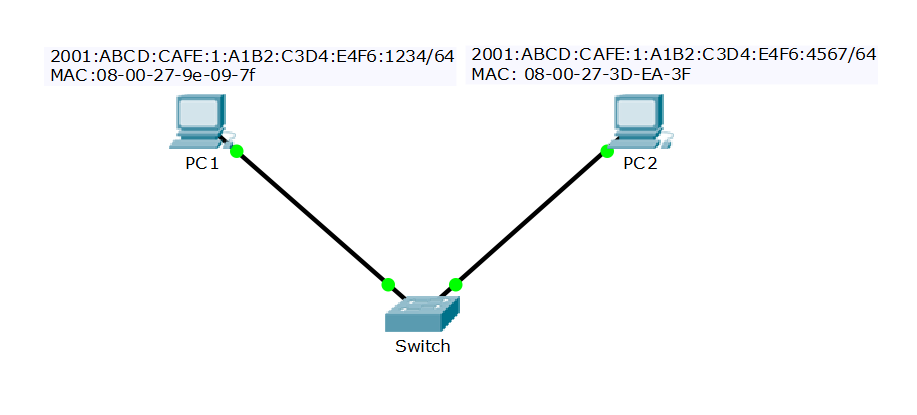 2001:ABCD:CAFE:1:A1B2:C3D4:E4F6:1234/64
MAC:08-00-27-9e-09-7f
2001:ABCD:CAFE:1:A1B2:C3D4:E4F6:4567/64
MAC: 08-00-27-3D-EA-3F
PC1
PC2
Switch